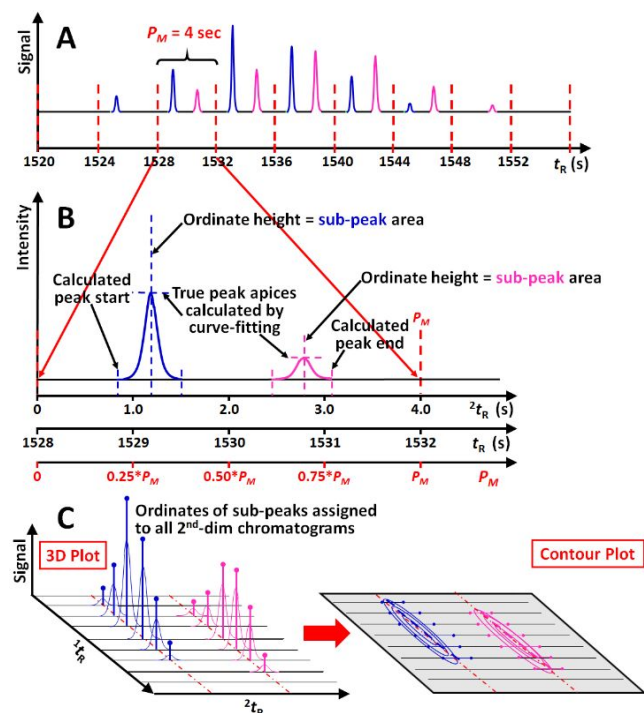 A
Signal
P_M = 4 sec
1520 1524 1528 1532 1536 1540 1544 1548 1552 t_R (s)
B
Intensity
Ordinate height = sub-peak area
Calculated peak start
True peak apices calculated by curve-fitting
Ordinate height = sub-peak area
Calculated peak end
P_M
0 1.0 2.0 3.0 4.0 ²t_R (s)
1528 1529 1530 1531 1532 t_R (s)
0 0.25*P_M 0.50*P_M 0.75*P_M P_M P_M
C
Ordinates of sub-peaks assigned
to all 2nd-dim chromatograms
Signal
3D Plot
Contour Plot
¹t_R
²t_R